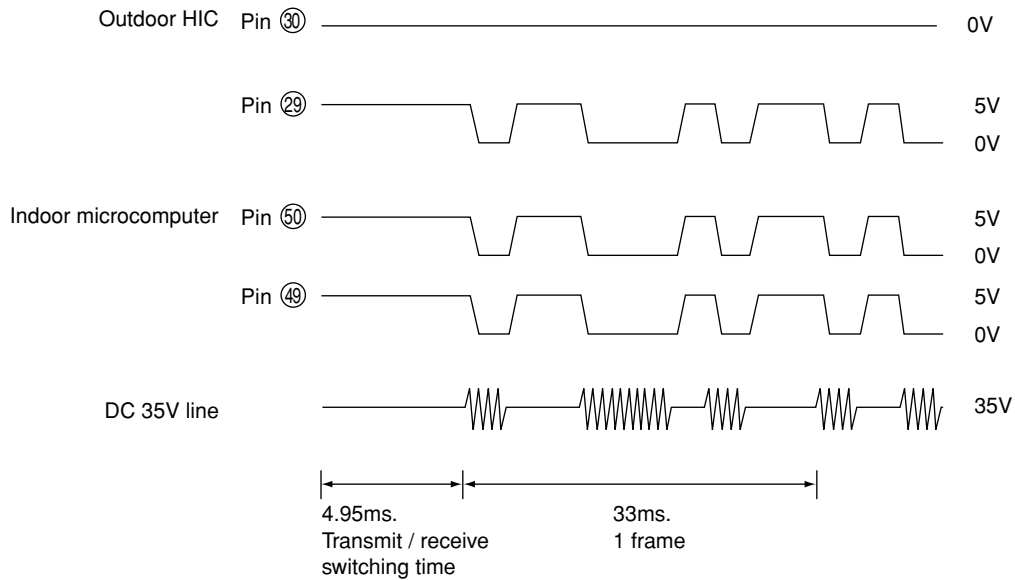 Outdoor HIC Pin ㉚ 0V
Pin ㉙ 5V
0V
Indoor microcomputer Pin ㊿ 5V
0V
Pin ㊾ 5V
0V
DC 35V line 35V
4.95ms. 33ms.
Transmit / receive 1 frame
switching time